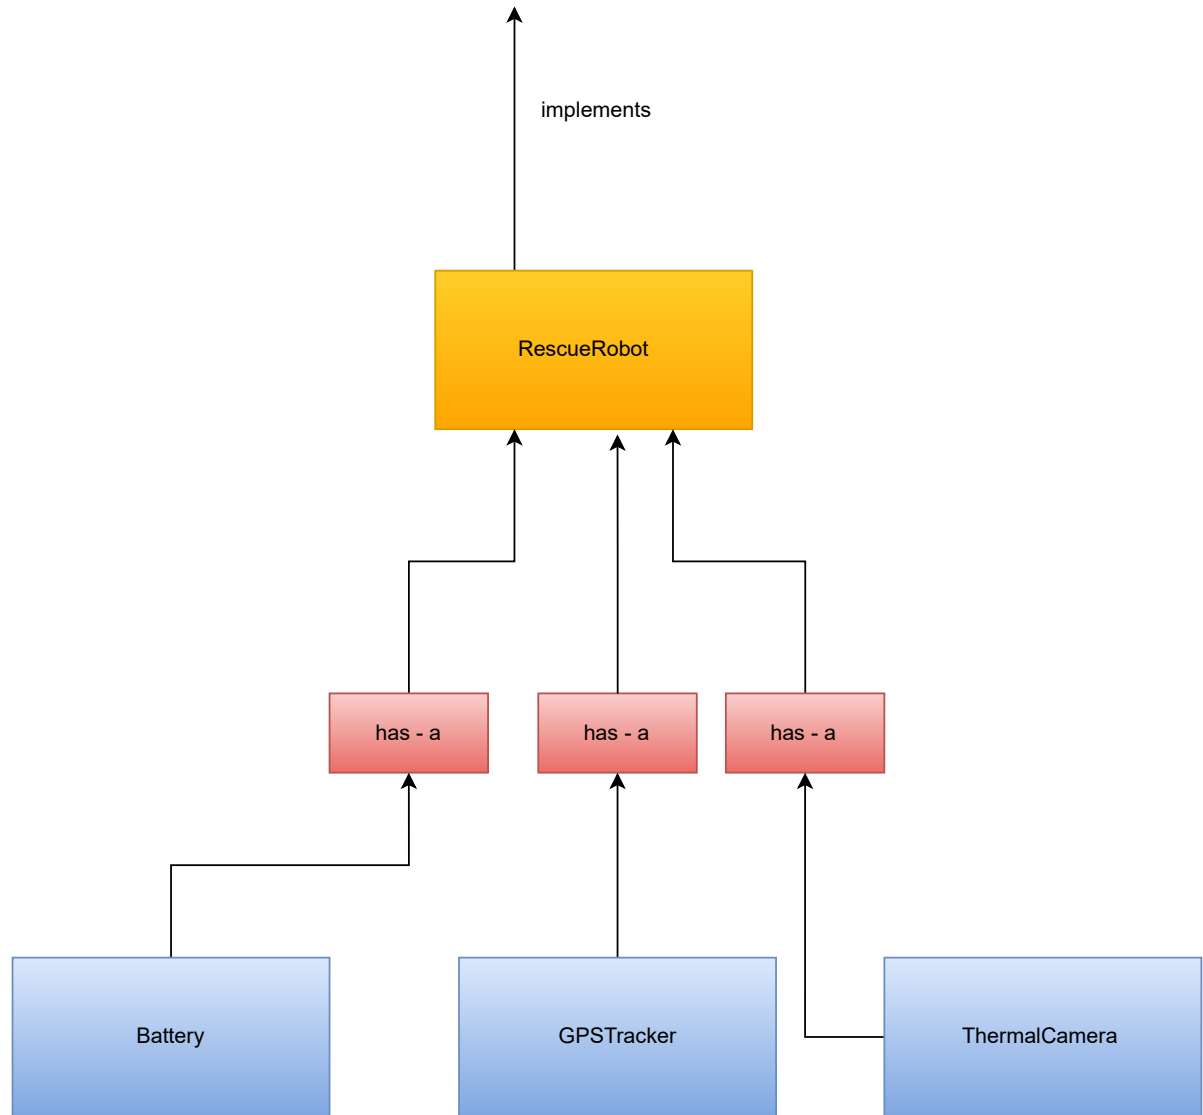 implements
RescueRobot
has - a
has - a
has - a
Battery
GPSTracker
ThermalCamera